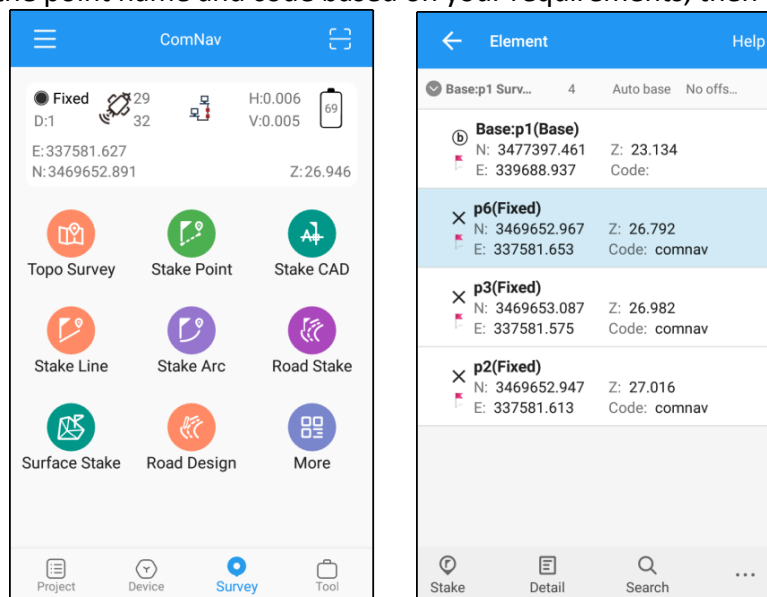 the point name and code based on your requirements, then
ComNav
Fixed 29 H:0.006 69
D:1 32 V:0.005
E:337581.627
N:3469652.891 Z:26.946
Topo Survey Stake Point Stake CAD
Stake Line Stake Arc Road Stake
Surface Stake Road Design More
Project Device Survey Tool
Element Help
Base:p1 Surv... 4 Auto base No offs...
b Base:p1(Base)
N: 3477397.461 Z: 23.134
E: 339688.937 Code:
p6(Fixed)
N: 3469652.967 Z: 26.792
E: 337581.653 Code: comnav
p3(Fixed)
N: 3469653.087 Z: 26.982
E: 337581.575 Code: comnav
p2(Fixed)
N: 3469652.947 Z: 27.016
E: 337581.613 Code: comnav
Stake Detail Search ...